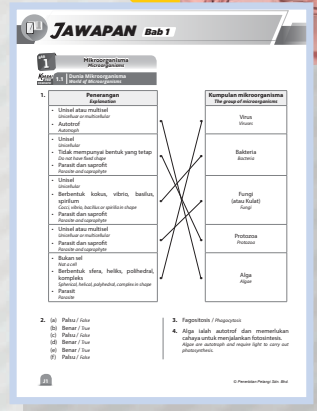 JAWAPAN Bab 1
BAB
1
Mikroorganisma
Microorganisms
1.1 Dunia Mikroorganisma
World of Microorganisms
1.
Penerangan
Explanation
• Unisel atau multisel
Unicellular or multicellular
• Autotrof
Autotroph
• Unisel
Unicellular
• Tidak mempunyai bentuk yang tetap
Do not have fixed shape
• Parasit dan saprofit
Parasite and saprophyte
• Unisel
Unicellular
• Berbentuk kokus, vibrio, basilus, spirilum
Cocci, vibrio, bacillus or spirilla in shape
• Parasit dan saprofit
Parasite and saprophyte
• Unisel atau multisel
Unicellular or multicellular
• Parasit dan saprofit
Parasite and saprophyte
• Bukan sel
Not a cell
• Berbentuk sfera, heliks, polihedral, kompleks
Spherical, helical, polyhedral, complex in shape
• Parasit
Parasite
Kumpulan mikroorganisma
The group of microorganisms
Virus
Viruses
Bakteria
Bacteria
Fungi
(atau Kulat)
Fungi
Protozoa
Protozoa
Alga
Algae
2. (a) Palsu / False
(b) Benar / True
(c) Palsu / False
(d) Benar / True
(e) Benar / True
(f) Palsu / False
3. Fagositosis / Phagocytosis
4. Alga ialah autotrof dan memerlukan
cahaya untuk menjalankan fotosintesis.
Algae are autotroph and require light to carry out
photosynthesis.
J1
© Penerbitan Pelangi Sdn. Bhd.